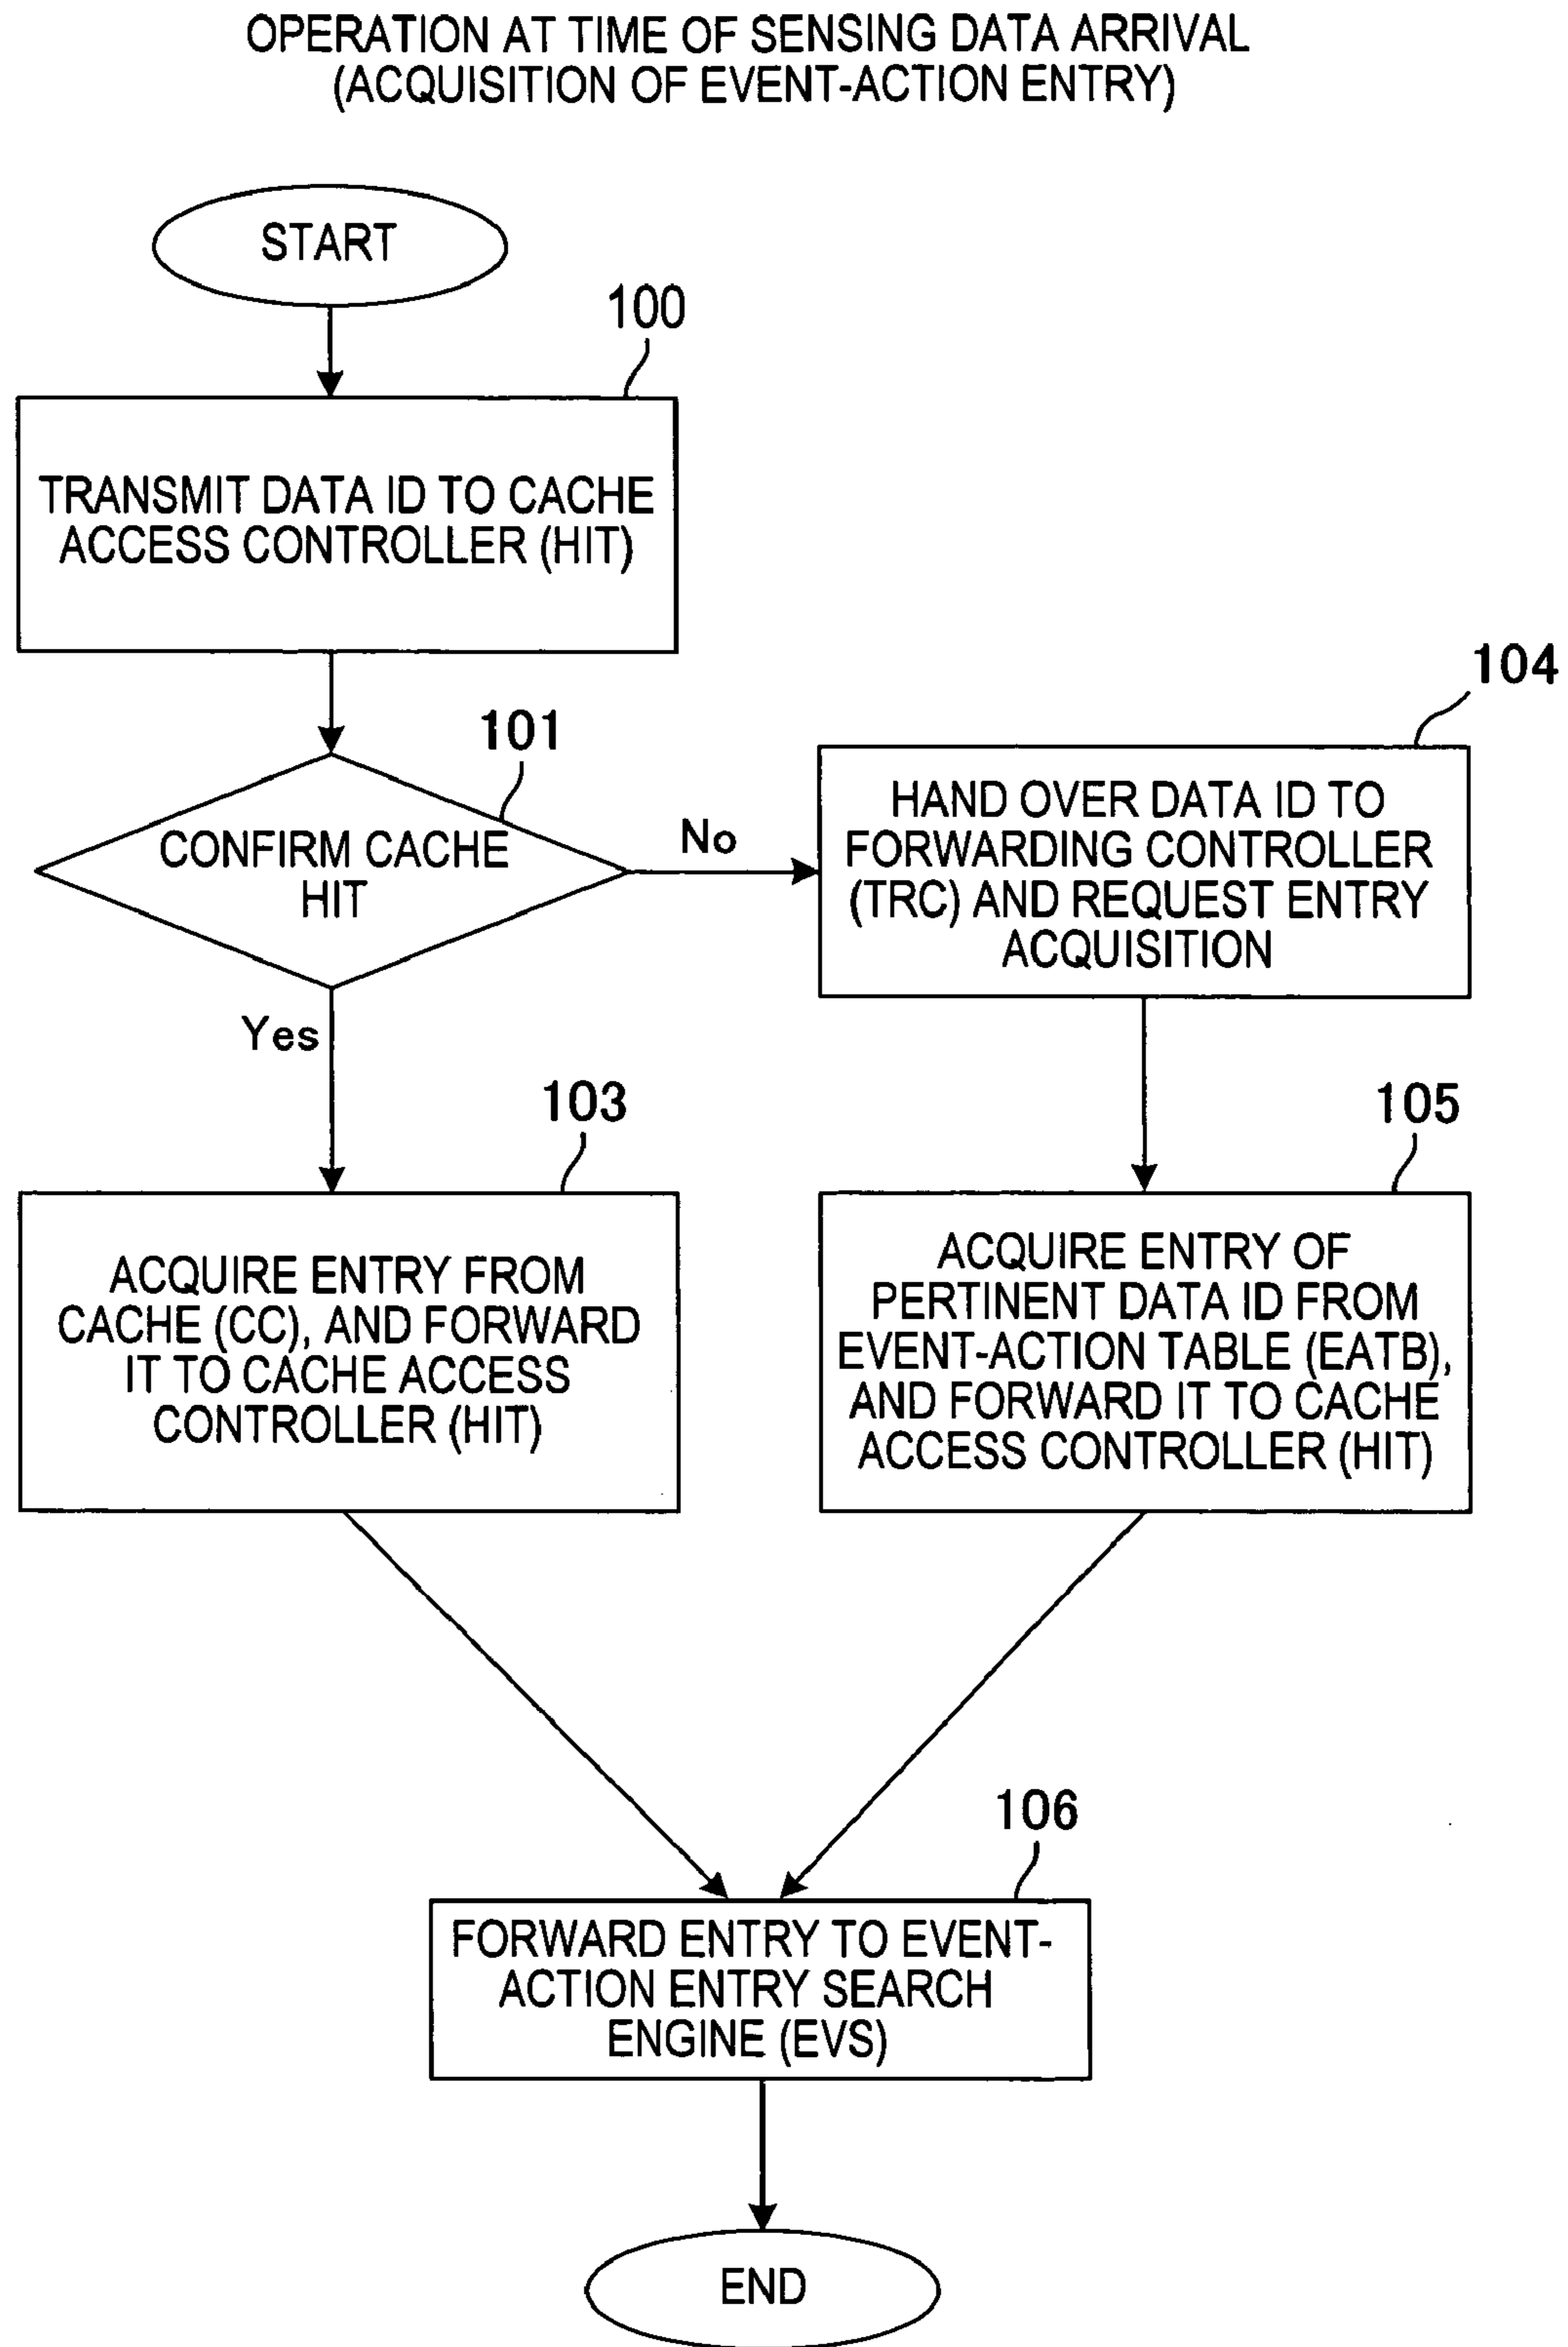 OPERATION AT TIME OF SENSING DATA ARRIVAL
(ACQUISITION OF EVENT-ACTION ENTRY)
START
100
TRANSMIT DATA ID TO CACHE
ACCESS CONTROLLER (HIT)
101
CONFIRM CACHE
HIT
No
104
HAND OVER DATA ID TO
FORWARDING CONTROLLER
(TRC) AND REQUEST ENTRY
ACQUISITION
Yes
103
ACQUIRE ENTRY FROM
CACHE (CC), AND FORWARD
IT TO CACHE ACCESS
CONTROLLER (HIT)
105
ACQUIRE ENTRY OF
PERTINENT DATA ID FROM
EVENT-ACTION TABLE (EATB),
AND FORWARD IT TO CACHE
ACCESS CONTROLLER (HIT)
106
FORWARD ENTRY TO EVENT-
ACTION ENTRY SEARCH
ENGINE (EVS)
END